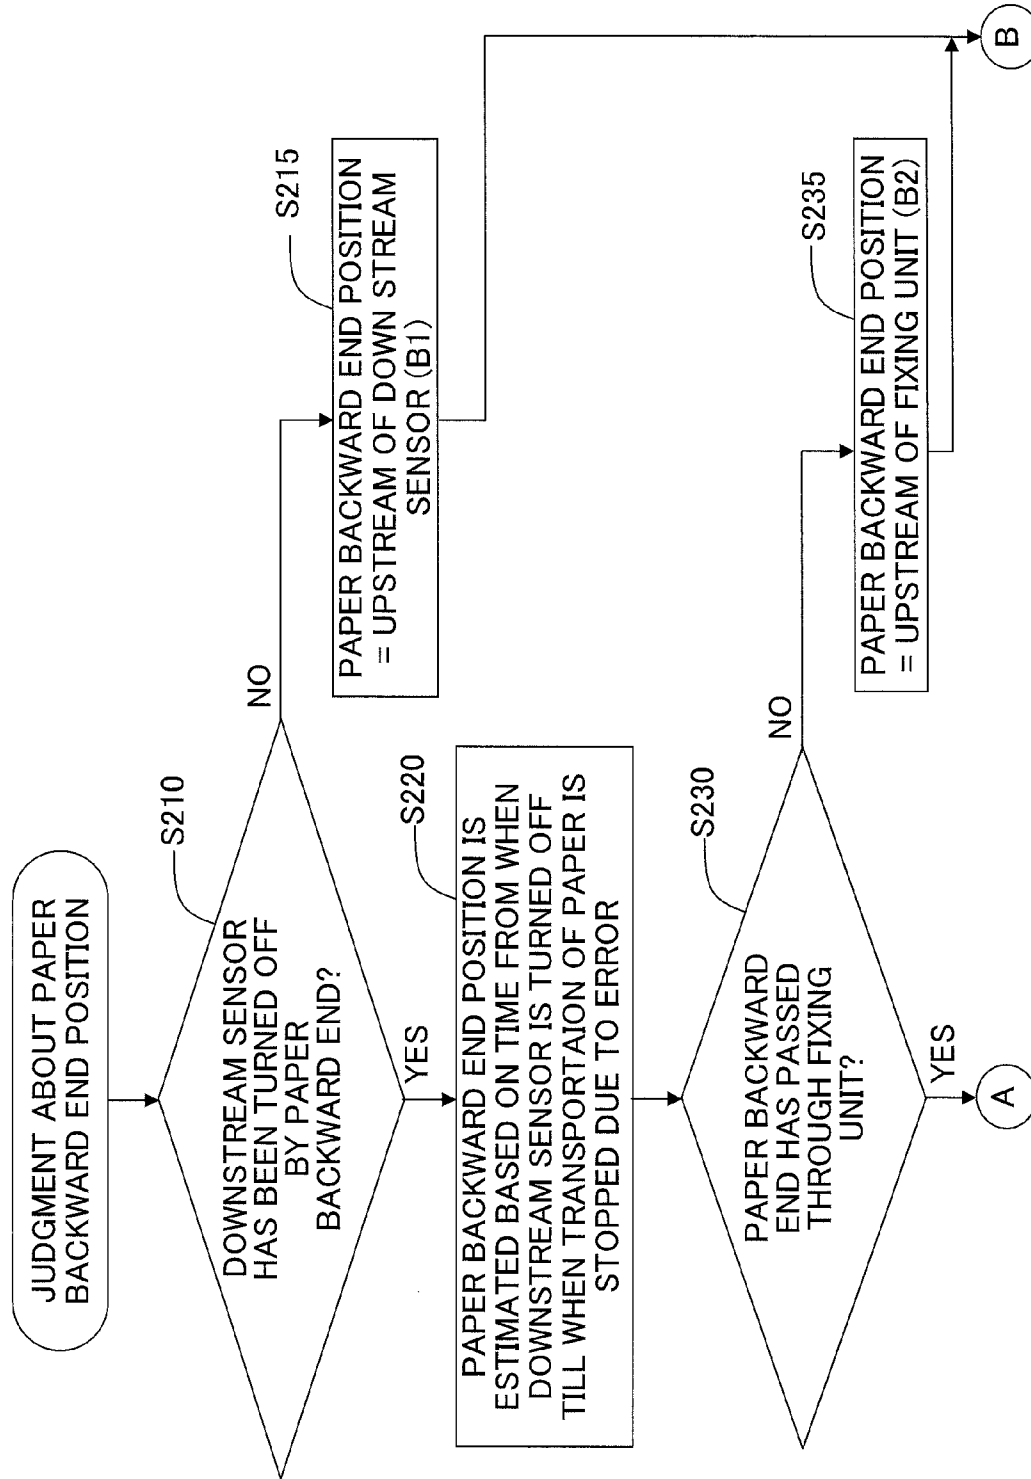 JUDGMENT ABOUT PAPER
BACKWARD END POSITION
S210
DOWNSTREAM SENSOR
HAS BEEN TURNED OFF
BY PAPER
BACKWARD END?
NO
YES
S215
PAPER BACKWARD END POSITION
= UPSTREAM OF DOWN STREAM
SENSOR (B1)
S220
PAPER BACKWARD END POSITION IS
ESTIMATED BASED ON TIME FROM WHEN
DOWNSTREAM SENSOR IS TURNED OFF
TILL WHEN TRANSPORTAION OF PAPER IS
STOPPED DUE TO ERROR
S230
PAPER BACKWARD
END HAS PASSED
THROUGH FIXING
UNIT?
NO
YES
S235
PAPER BACKWARD END POSITION
= UPSTREAM OF FIXING UNIT (B2)
A
B